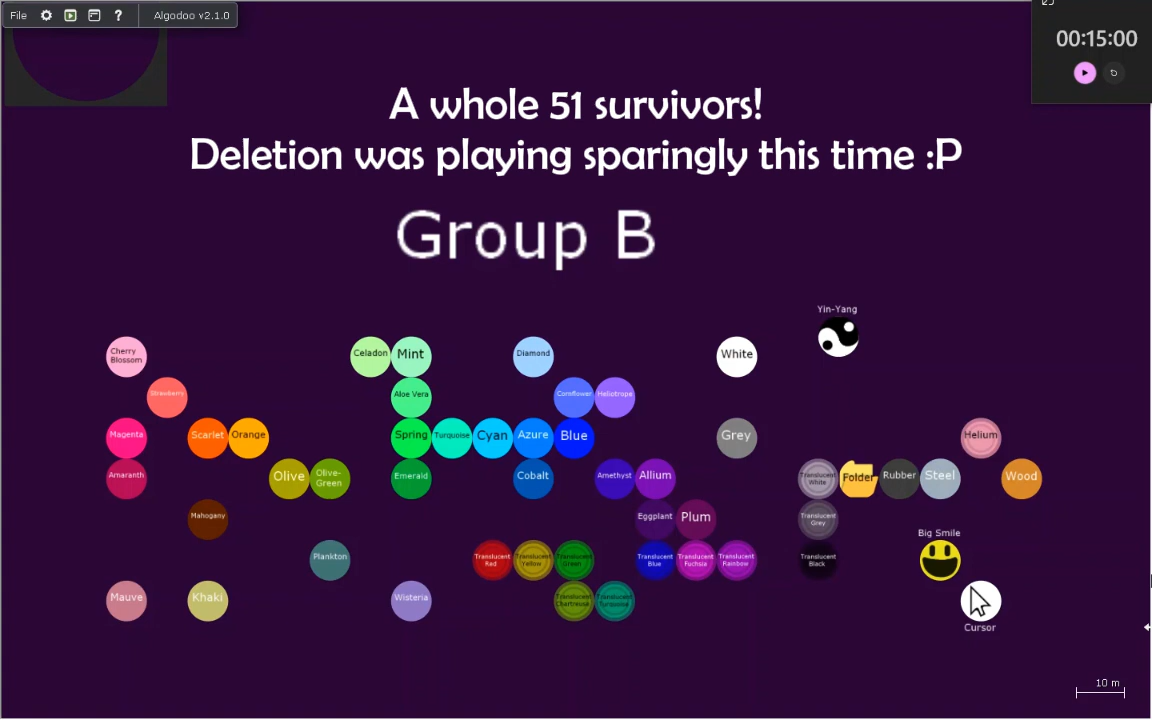 File ? Algodoo v2.1.0
00:15:00
A whole 51 survivors!
Deletion was playing sparingly this time :P
Group B
Yin-Yang
Cherry
Blossom
Celadon
Mint
Diamond
White
Strawberry
Aloe Vera
Cornflower
Heliotrope
Magenta
Scarlet
Orange
Spring
Turquoise
Cyan
Azure
Blue
Grey
Helium
Amaranth
Olive
Olive-
Green
Emerald
Cobalt
Amethyst
Allium
Translucent
White
Folder
Rubber
Steel
Wood
Mahogany
Eggplant
Plum
Translucent
Grey
Big Smile
Plankton
Translucent
Red
Translucent
Yellow
Translucent
Green
Translucent
Blue
Translucent
Fuchsia
Translucent
Rainbow
Translucent
Black
Mauve
Khaki
Wisteria
Translucent
Chartreuse
Translucent
Turquoise
Cursor
10 m